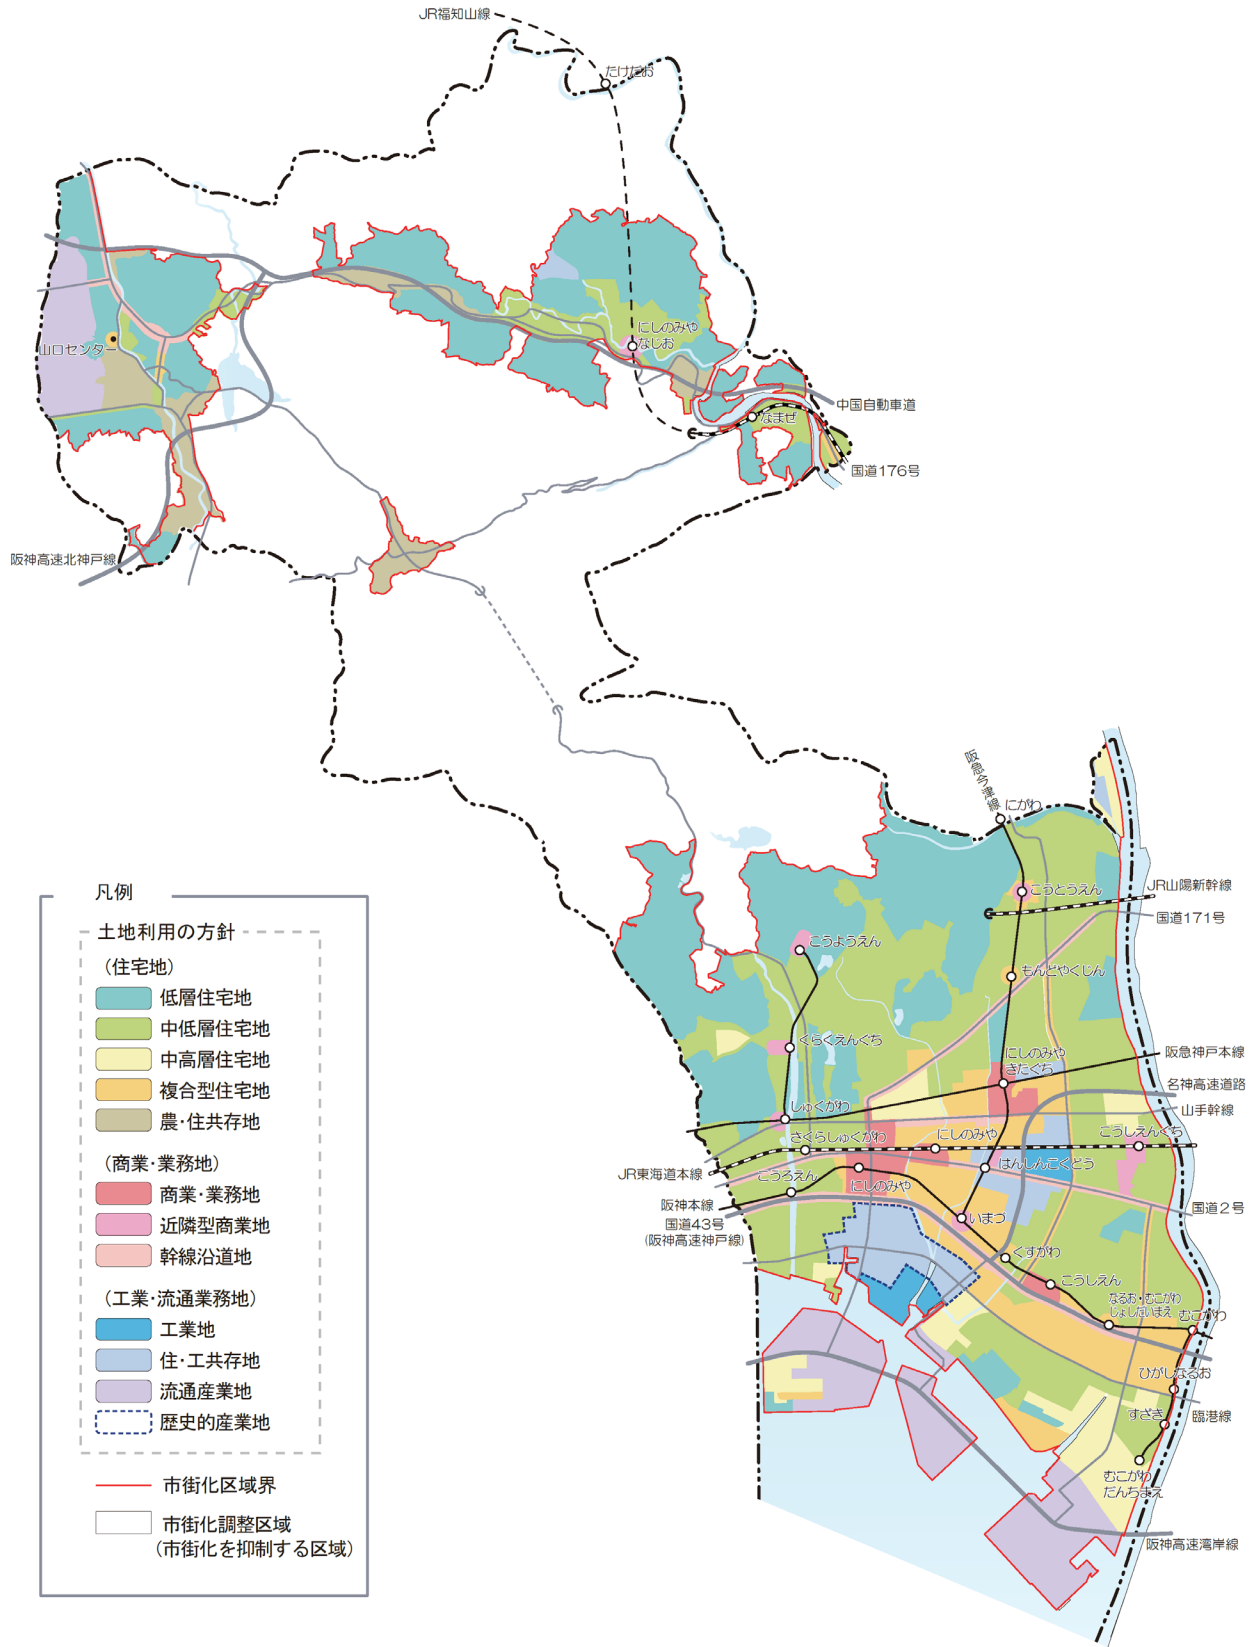 JR福知山線
たけだお
にしのみや
なじお
山口センター
中国自動車道
なまぜ
国道176号
阪神高速北神戸線
阪急今津線
にがわ
JR山陽新幹線
こうとうえん
国道171号
こうようえん
もんどやくじん
くらくえんぐち
にしのみや
きたぐち
阪急神戸本線
名神高速道路
しゅくがわ
山手幹線
さくらしゅくがわ
にしのみや
こうしえんぐち
JR東海道本線
こうろえん
はんしんこくどう
にしのみや
阪神本線
国道2号
国道43号
(阪神高速神戸線)
いまづ
くすがわ
こうしえん
なるお・むこがわ
じょしだいまえ
むこがわ
ひがしなるお
すざき
臨港線
むこがわ
だんちまえ
阪神高速湾岸線
凡例
土地利用の方針
(住宅地)
低層住宅地
中低層住宅地
中高層住宅地
複合型住宅地
農・住共存地
(商業・業務地)
商業・業務地
近隣型商業地
幹線沿道地
(工業・流通業務地)
工業地
住・工共存地
流通産業地
歴史的産業地
市街化区域界
市街化調整区域
(市街化を抑制する区域)